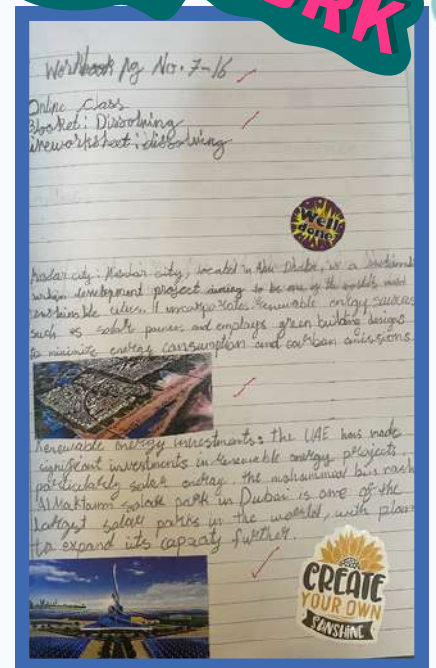 ORK
Workbook pg No. 7-16
Online class
Blooket: Dissolving
liveworksheet: dissolving
Well done
Masdar city: Masdar city, located in Abu Dhabi, is a
urban development project aiming to be one of the world's most
sustainable cities. It incorporates renewable energy sources
such as solar power and employs green building designs
to minimize energy consumption and carbon emissions.
Renewable energy investments: the UAE has made
significant investments in renewable energy projects,
particularly solar energy. the mohammed bin rash
Al Maktoum solar park in Dubai is one of the
largest solar parks in the world, with plan
to expand its capacity further.
CREATE
YOUR OWN
SUNSHINE